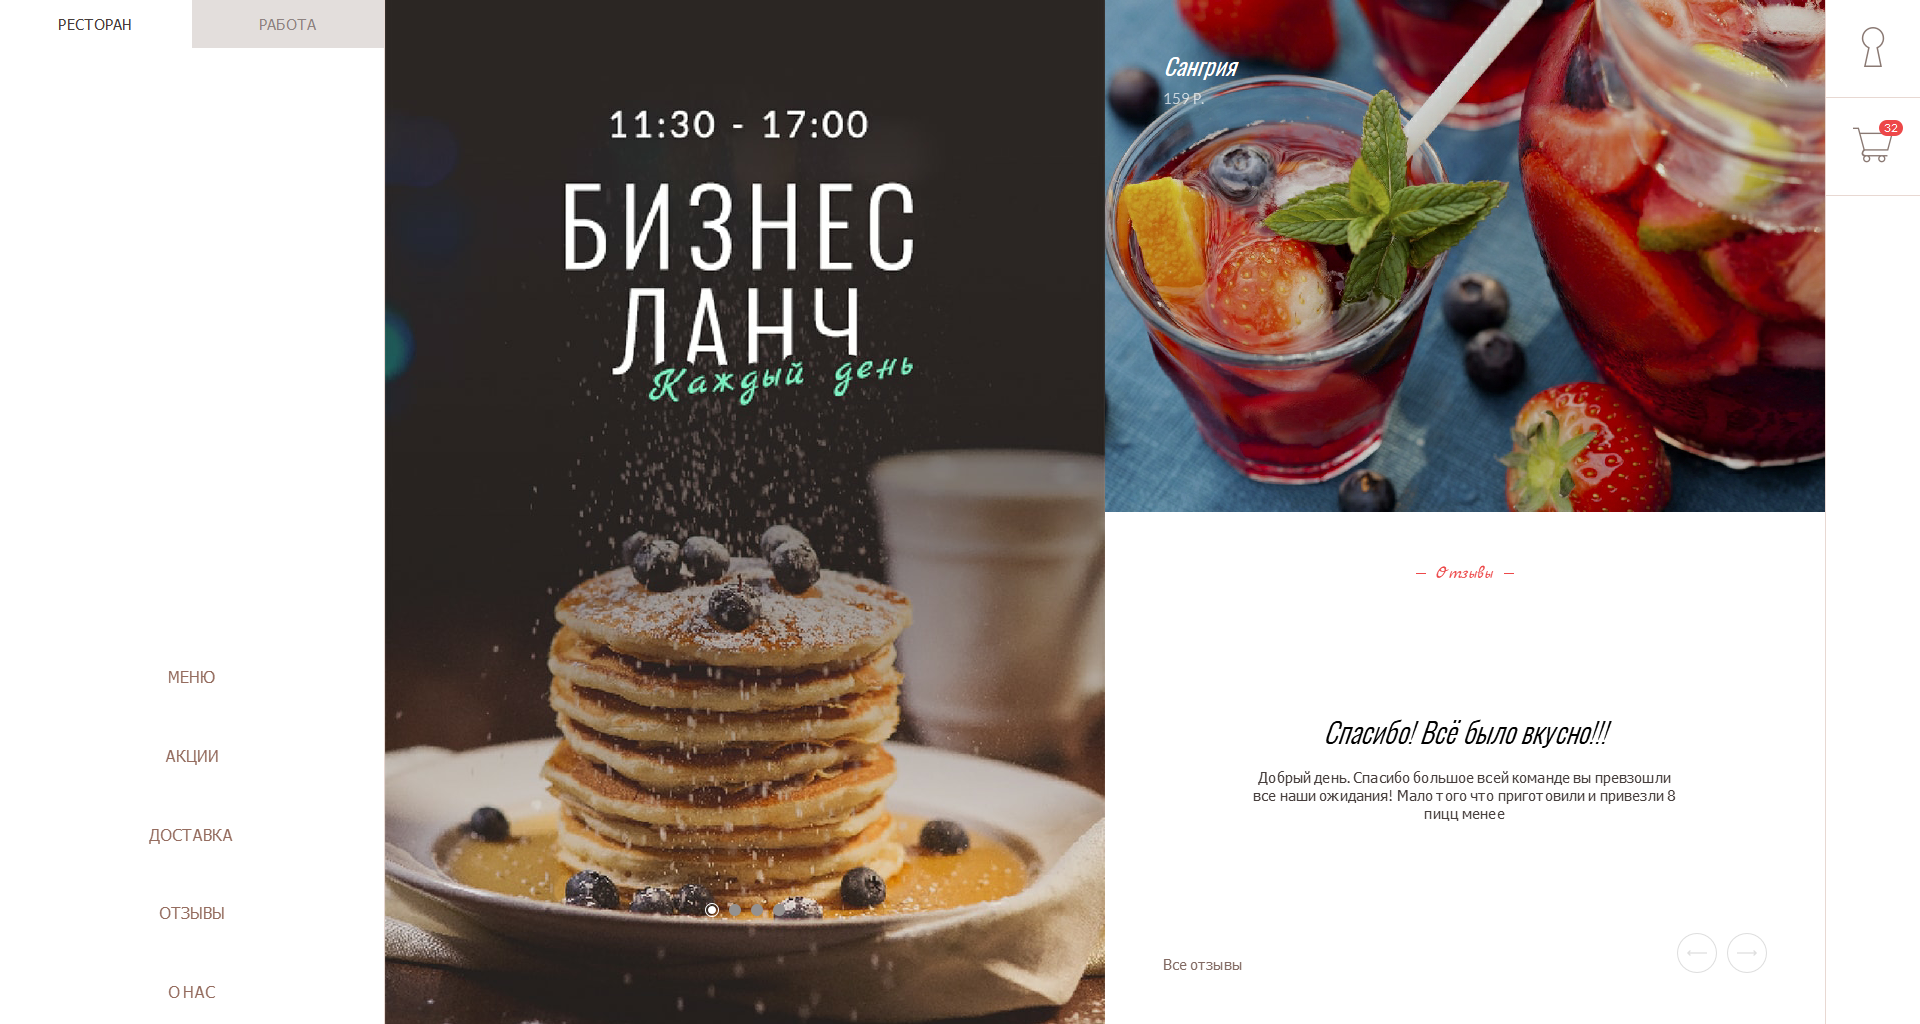 РЕСТОРАН
РАБОТА
МЕНЮ
АКЦИИ
ДОСТАВКА
ОТЗЫВЫ
О НАС
11:30 - 17:00
БИЗНЕС
ЛАНЧ
Каждый день
Сангрия
159 Р.
32
Отзывы
Спасибо! Всё было вкусно!!!
Добрый день. Спасибо большое всей команде вы превзошли
все наши ожидания! Мало того что приготовили и привезли 8
пицц менее
Все отзывы